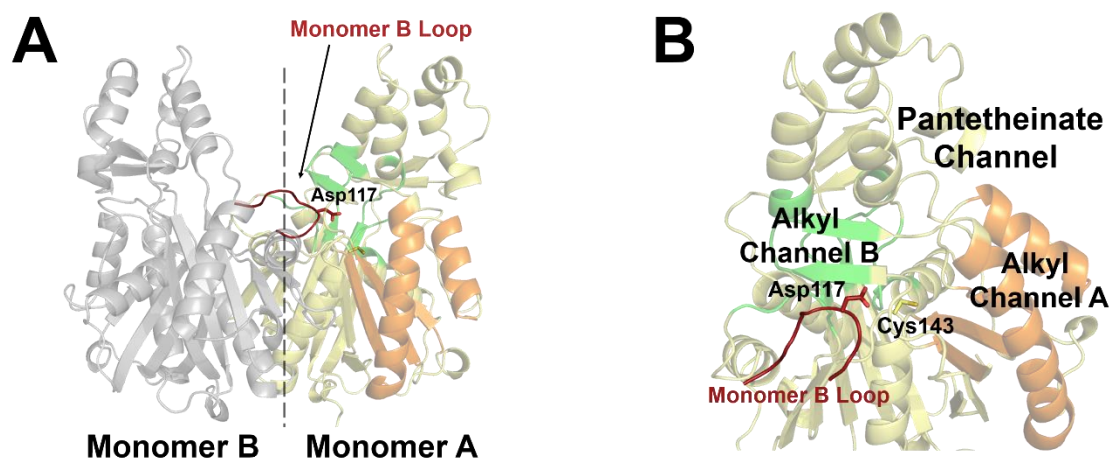 A
Monomer B Loop
Asp117
Monomer B
Monomer A
B
Pantetheinate
Channel
Alkyl
Channel B
Alkyl
Channel A
Asp117
Cys143
Monomer B Loop